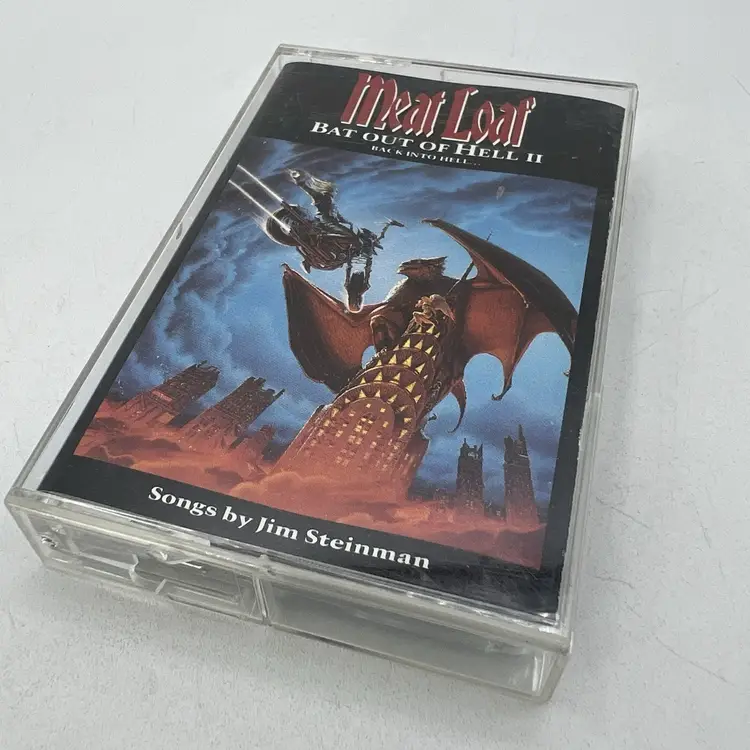 Meat Loaf
BAT OUT OF HELL II
BACK INTO HELL...
Songs by Jim Steinman